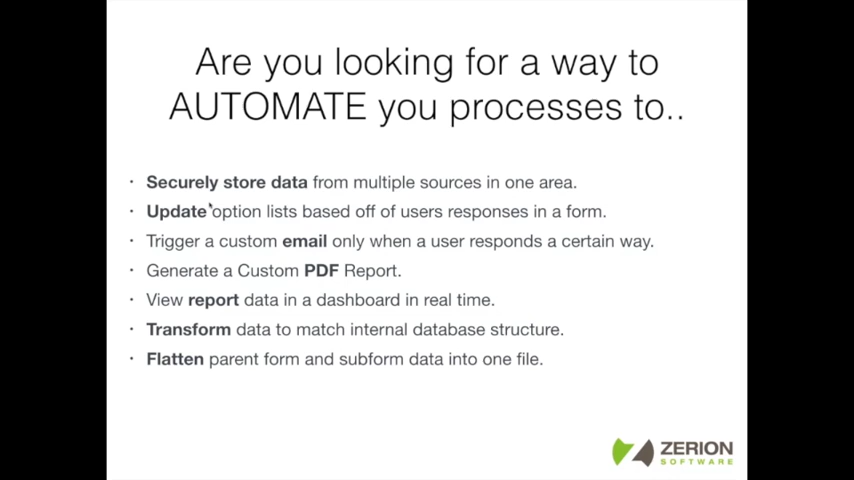 Are you looking for a way to
AUTOMATE you processes to..
· Securely store data from multiple sources in one area.
· Update option lists based off of users responses in a form.
· Trigger a custom email only when a user responds a certain way.
· Generate a Custom PDF Report.
· View report data in a dashboard in real time.
· Transform data to match internal database structure.
· Flatten parent form and subform data into one file.
ZERION
SOFTWARE